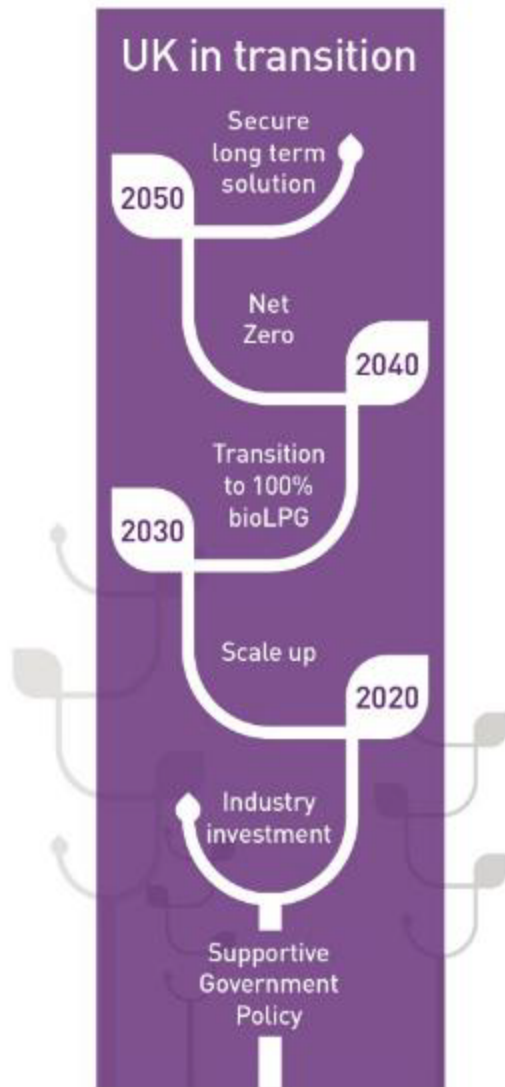 UK in transition
Secure
long term
solution
2050
Net
Zero
2040
Transition
to 100%
bioLPG
2030
Scale up
2020
Industry
investment
Supportive
Government
Policy